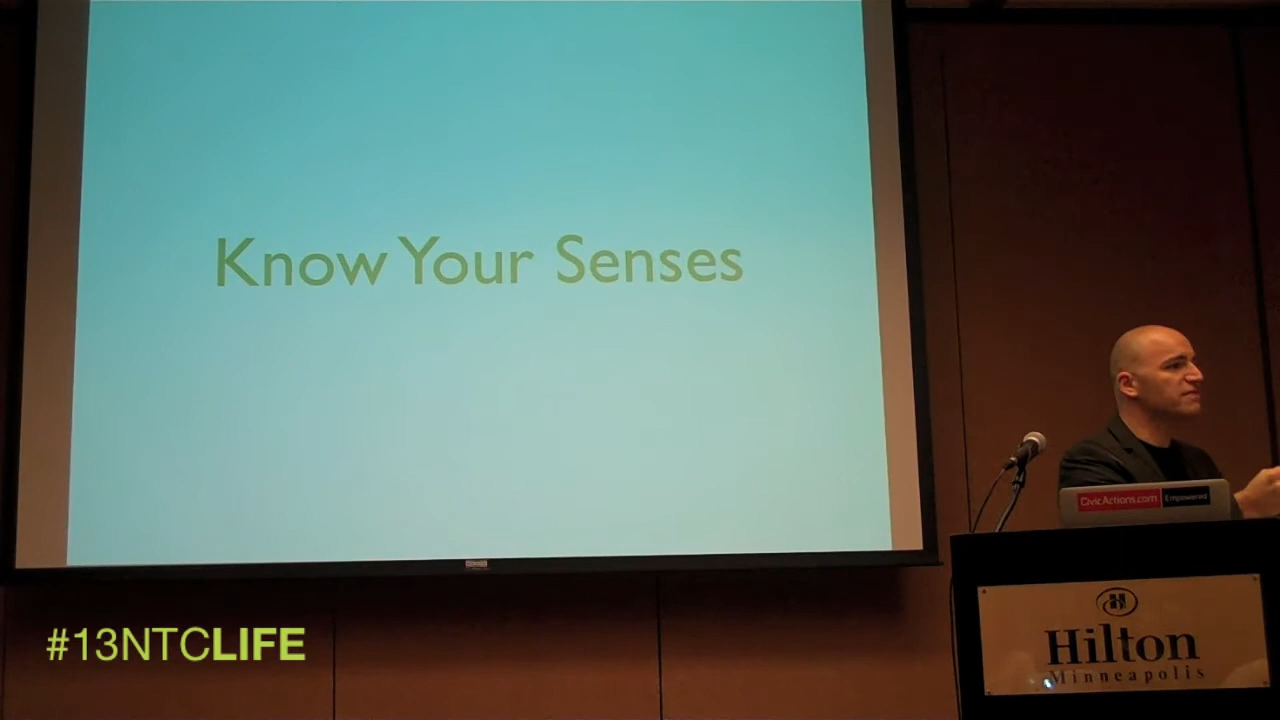 Know Your Senses
CivicActions.com Empowered
#13NTCLIFE
H
Hilton
Minneapolis